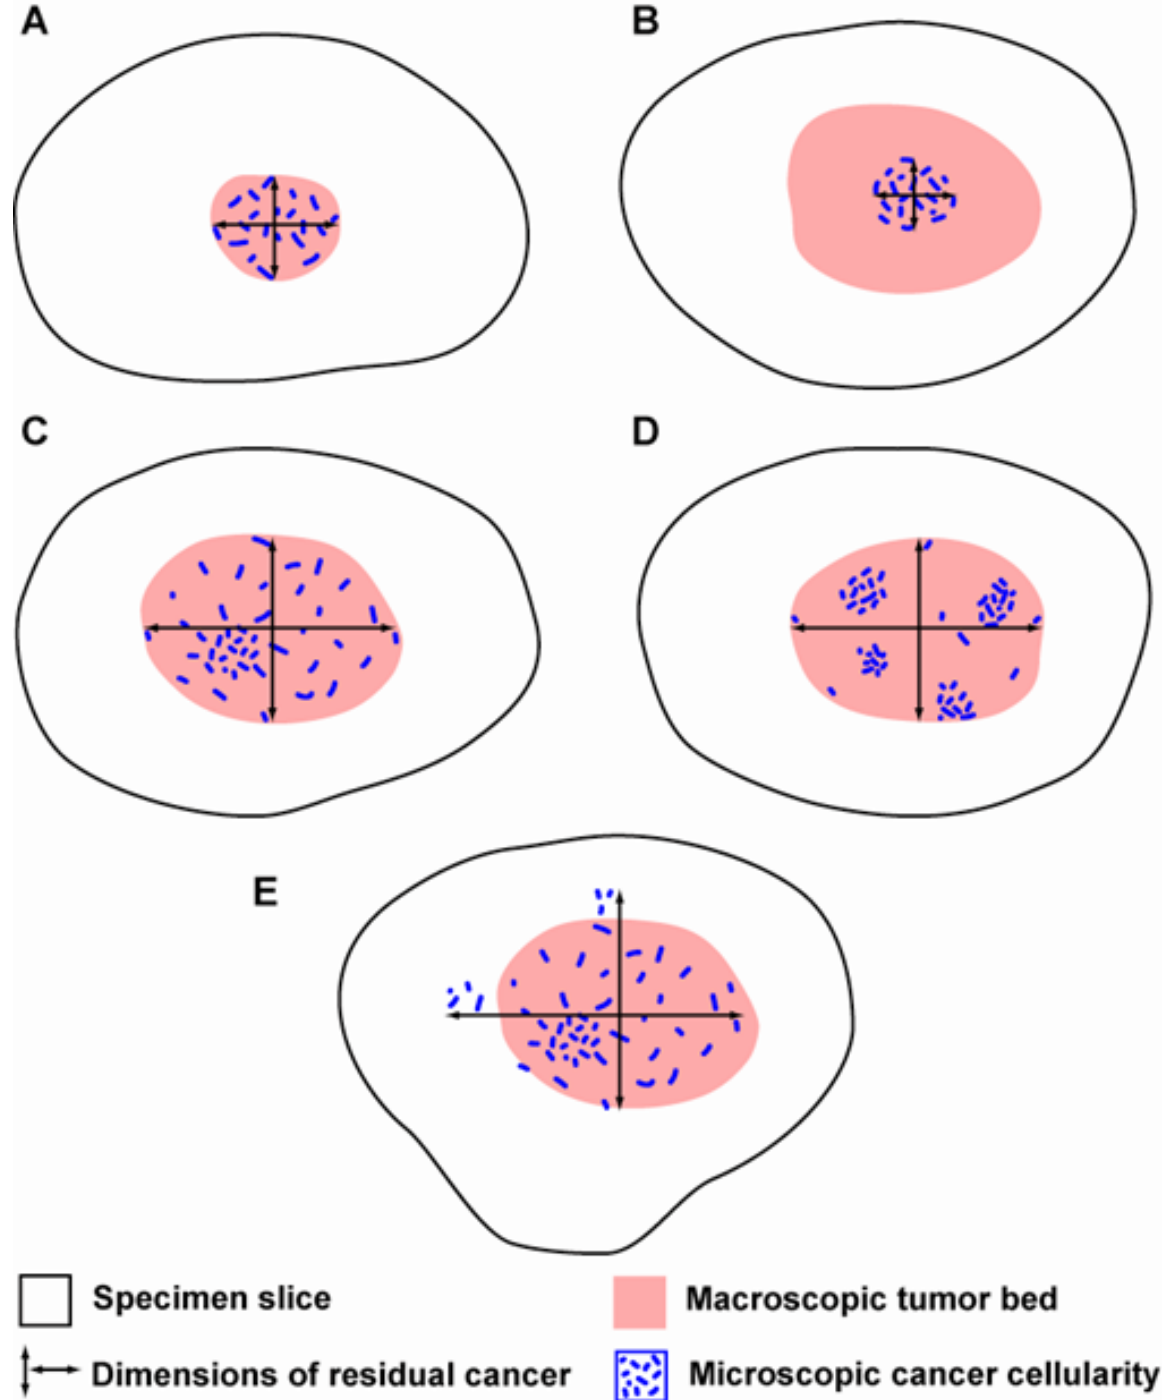 A
B
C
D
E
Specimen slice
Macroscopic tumor bed
Dimensions of residual cancer
Microscopic cancer cellularity